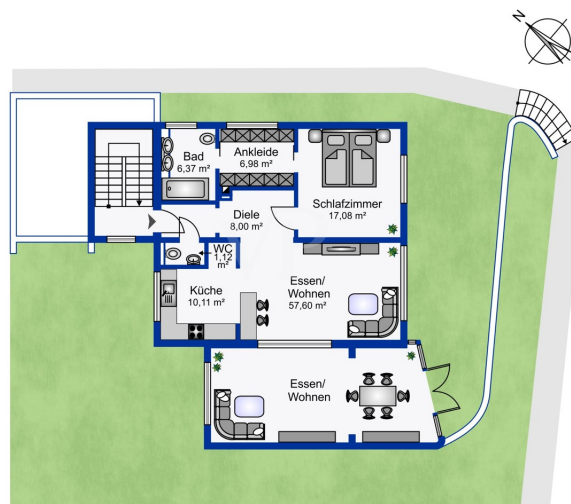 N
Bad
6,37 m²
Ankleide
6,98 m²
Schlafzimmer
17,08 m²
Diele
8,00 m²
WC
1,12
m²
Küche
10,11 m²
Essen/
Wohnen
57,60 m²
Essen/
Wohnen